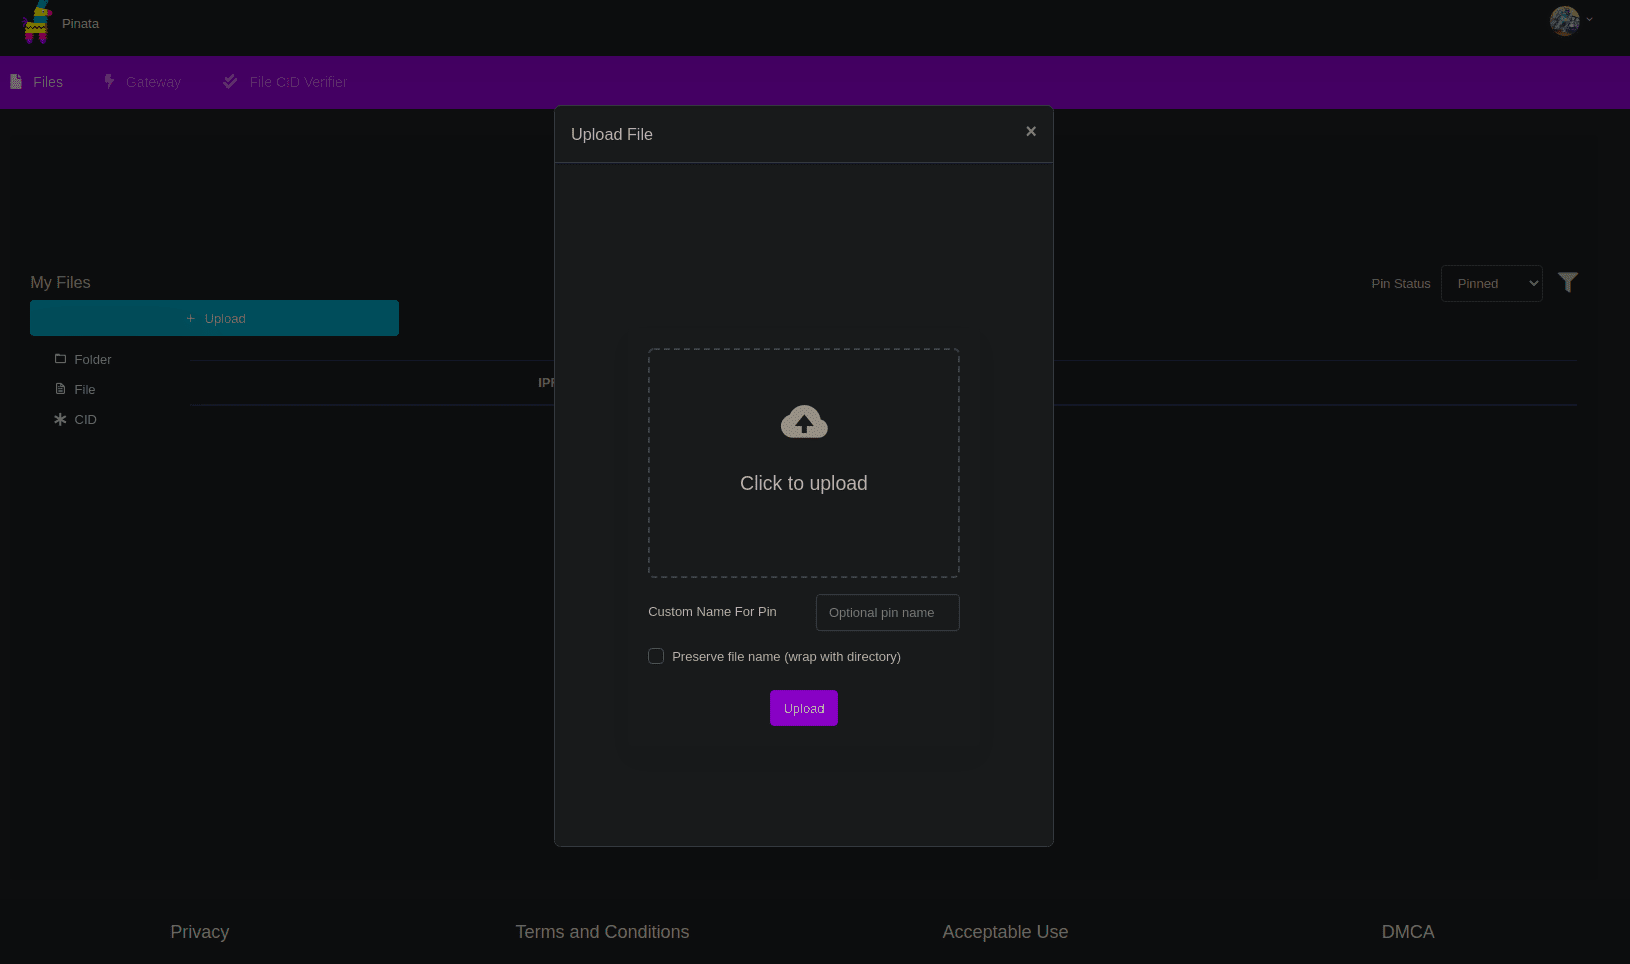 Pinata
Files
Gateway
File CID Verifier
Upload File
×
My Files
Pin Status
Pinned
+ Upload
Folder
File
CID
Click to upload
Custom Name For Pin
Optional pin name
Preserve file name (wrap with directory)
Upload
Privacy
Terms and Conditions
Acceptable Use
DMCA